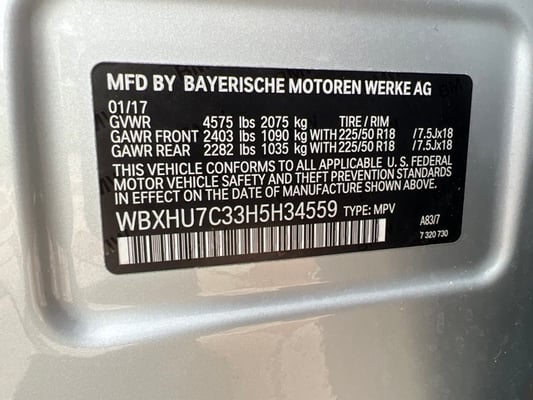 MFD BY BAYERISCHE MOTOREN WERKE AG
01/17
GVWR 4575 lbs 2075 kg TIRE / RIM
GAWR FRONT 2403 lbs 1090 kg WITH 225/50 R18 /7.5Jx18
GAWR REAR 2282 lbs 1035 kg WITH 225/50 R18 /7.5Jx18
THIS VEHICLE CONFORMS TO ALL APPLICABLE U. S. FEDERAL
MOTOR VEHICLE SAFETY AND THEFT PREVENTION STANDARDS
IN EFFECT ON THE DATE OF MANUFACTURE SHOWN ABOVE.
WBXHU7C33H5H34559 TYPE: MPV A83/7
7 320 730